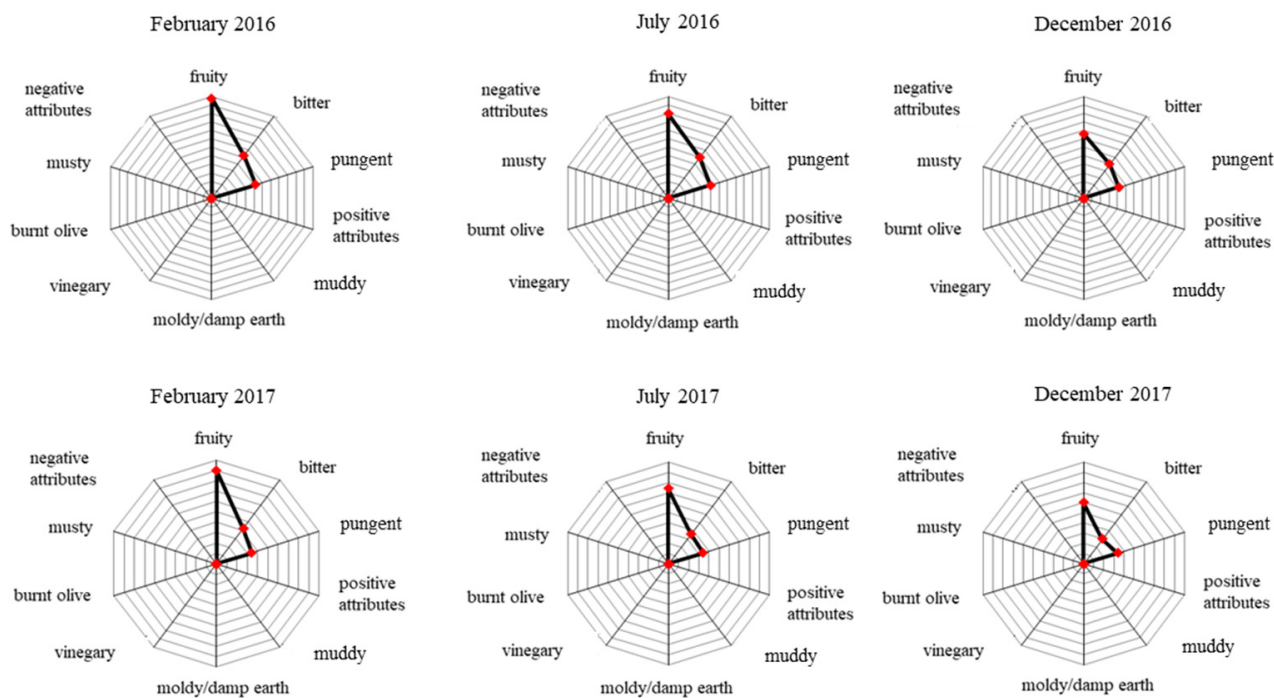 February 2016
fruity
negative
attributes
bitter
musty
pungent
burnt olive
positive
attributes
vinegary
muddy
moldy/damp earth
July 2016
fruity
negative
attributes
bitter
musty
pungent
burnt olive
positive
attributes
vinegary
muddy
moldy/damp earth
December 2016
fruity
negative
attributes
bitter
musty
pungent
burnt olive
positive
attributes
vinegary
muddy
moldy/damp earth
February 2017
fruity
negative
attributes
bitter
musty
pungent
burnt olive
positive
attributes
vinegary
muddy
moldy/damp earth
July 2017
fruity
negative
attributes
bitter
musty
pungent
burnt olive
positive
attributes
vinegary
muddy
moldy/damp earth
December 2017
fruity
negative
attributes
bitter
musty
pungent
burnt olive
positive
attributes
vinegary
muddy
moldy/damp earth